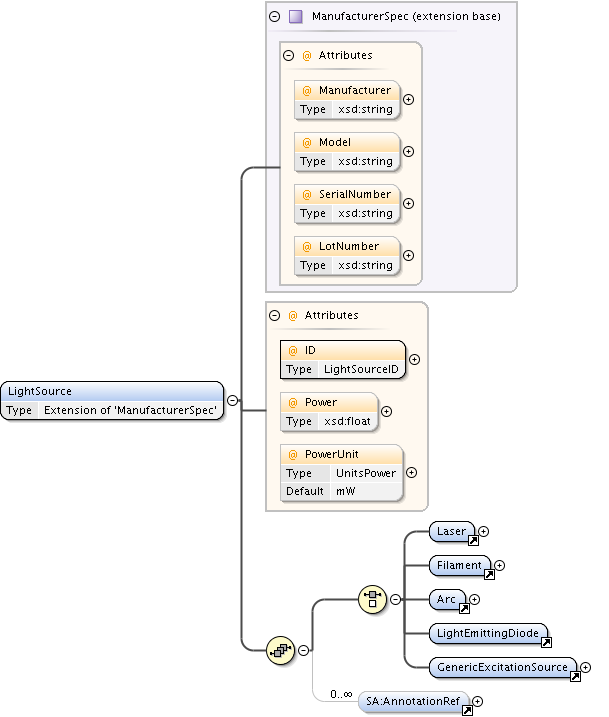 ManufacturerSpec (extension base)
@ Attributes
@ Manufacturer
Type xsd:string
@ Model
Type xsd:string
@ SerialNumber
Type xsd:string
@ LotNumber
Type xsd:string
@ Attributes
@ ID
Type LightSourceID
@ Power
Type xsd:float
@ PowerUnit
Type UnitsPower
Default mW
LightSource
Type Extension of 'ManufacturerSpec'
Laser
Filament
Arc
LightEmittingDiode
GenericExcitationSource
0..∞
SA:AnnotationRef